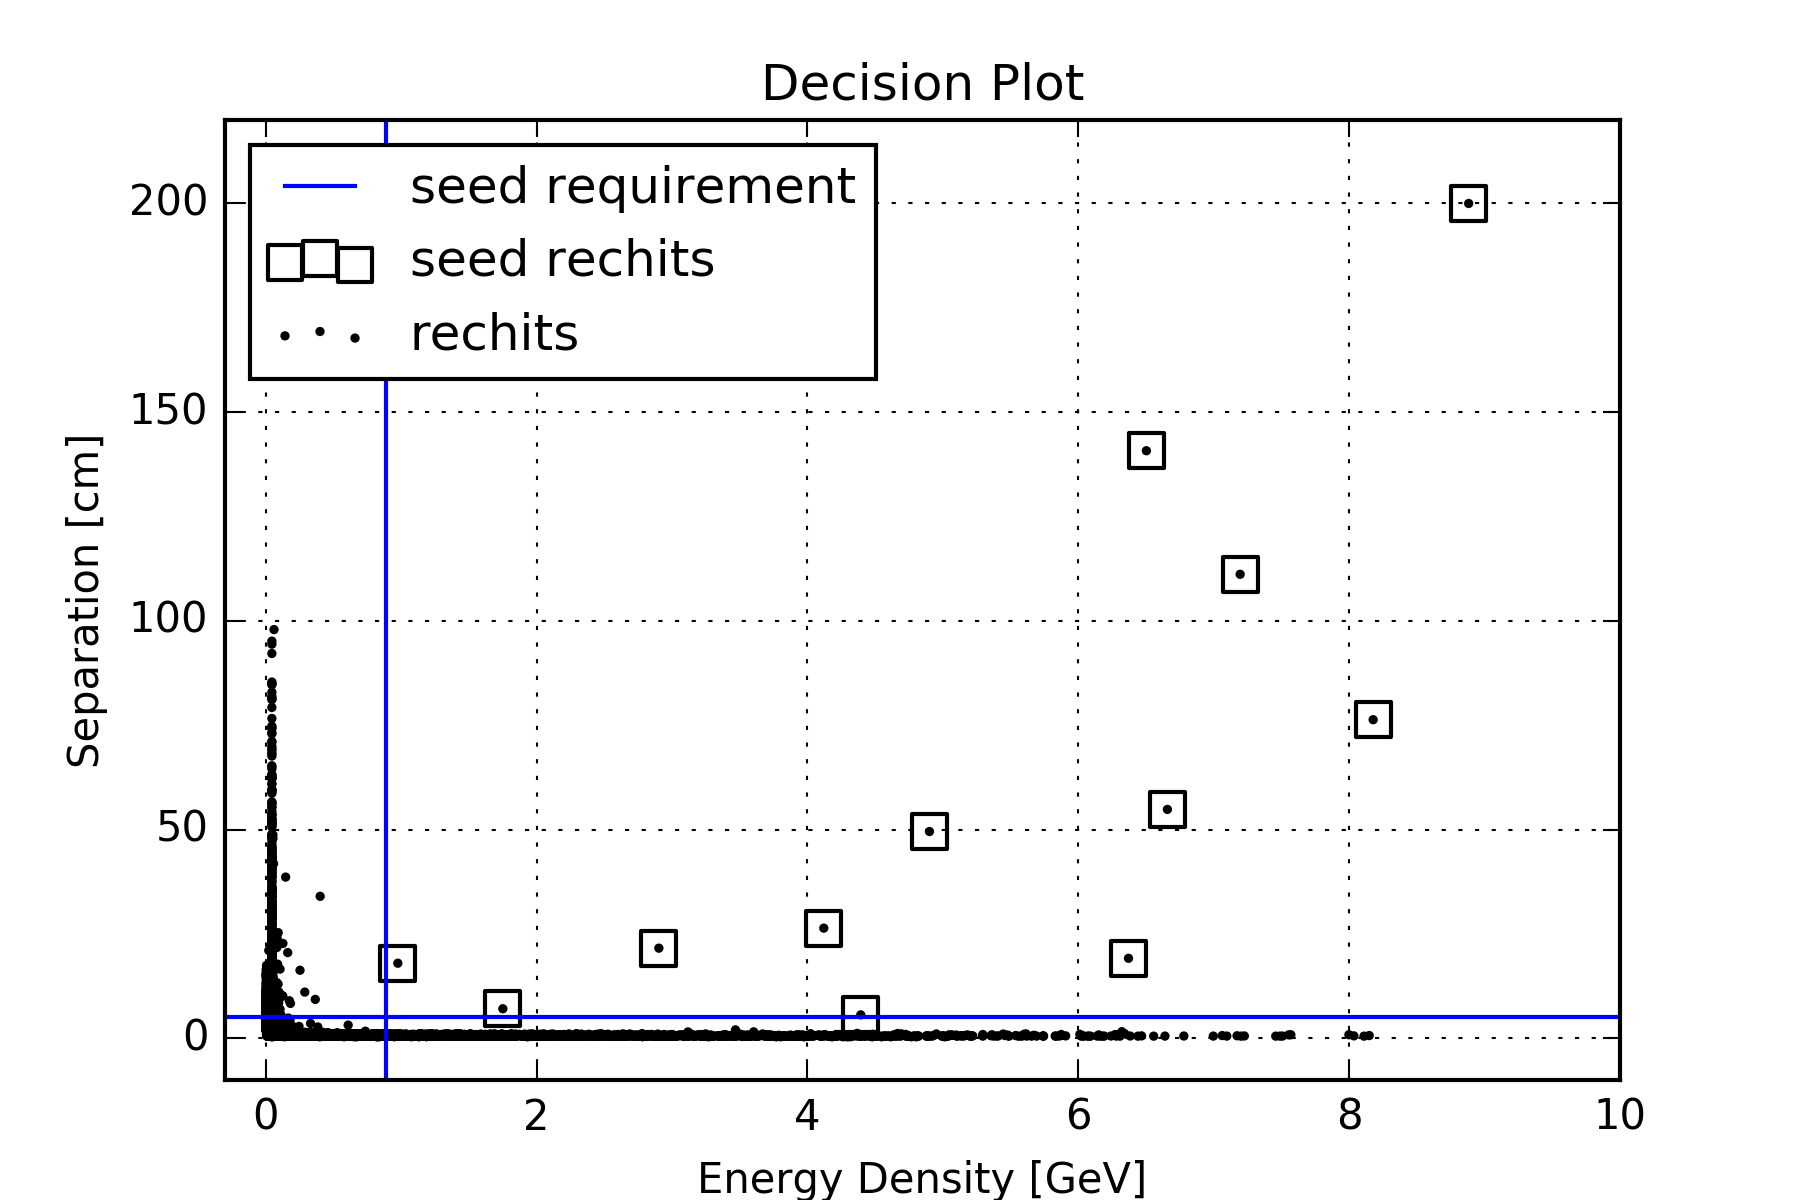 Decision Plot
seed requirement
seed rechits
rechits
200
150
100
50
0
Separation [cm]
0 2 4 6 8 10
Energy Density [GeV]